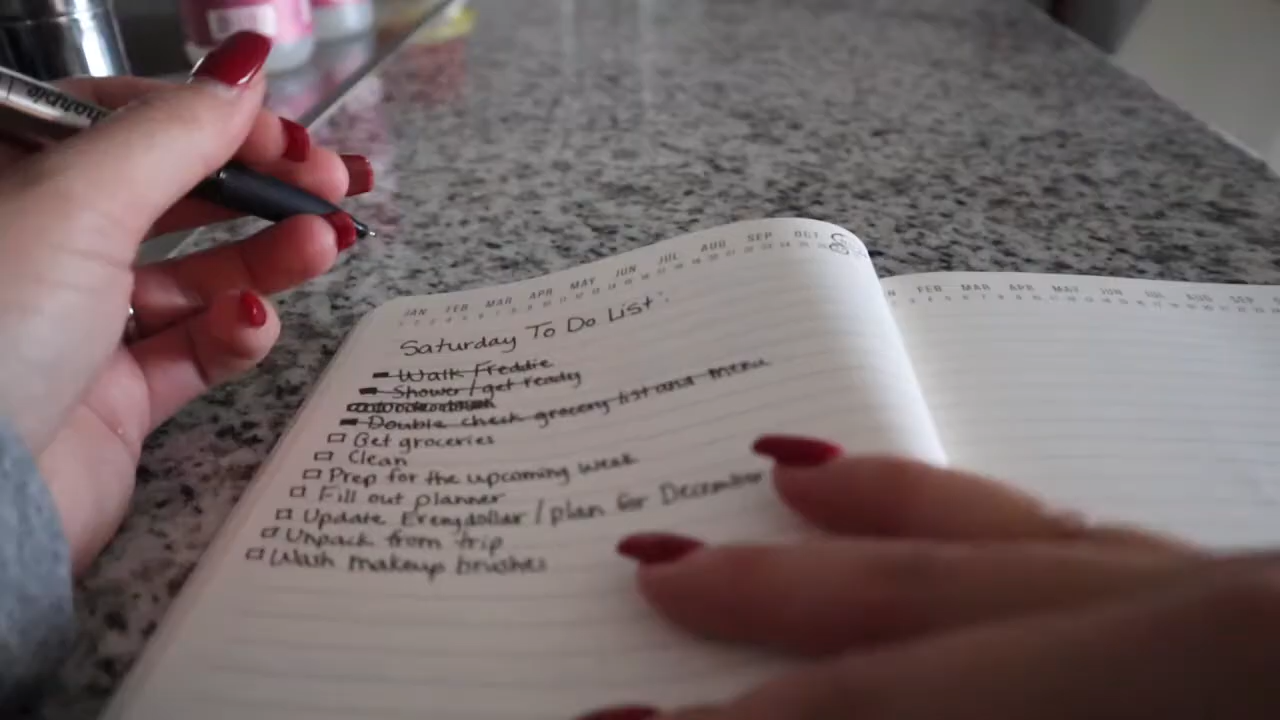 sharpie
JAN FEB MAR APR MAY JUN JUL AUG SEP OCT
FEB MAR APR MAY JUN JUL AUG SEP
Saturday To Do List
Walk Freddie
Shower / get ready
Double check grocery list and menu
Get groceries
Clean
Prep for the upcoming week
Fill out planner
Update Everydollar / plan for December
Unpack from trip
Wash makeup brushes